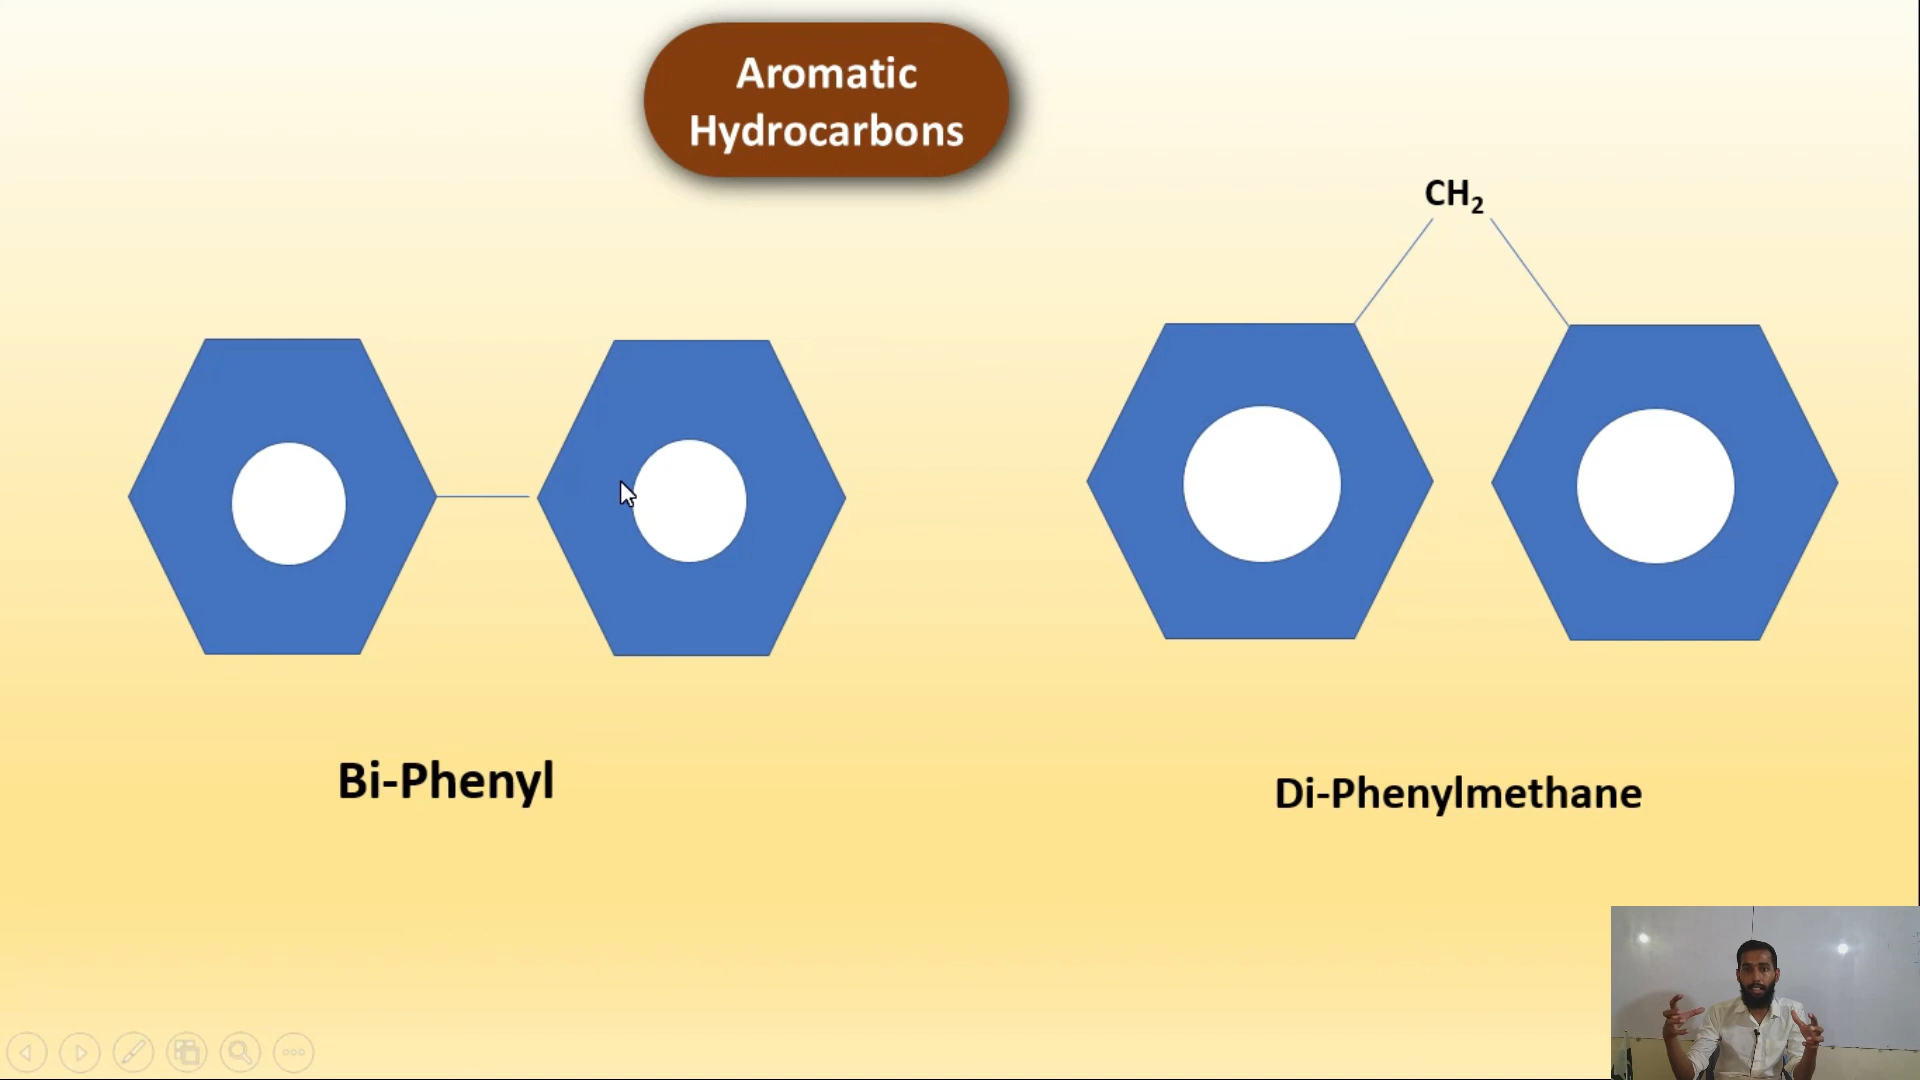 Aromatic
Hydrocarbons
CH₂
Bi-Phenyl
Di-Phenylmethane